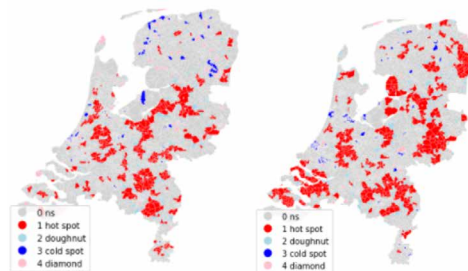 0 ns
1 hot spot
2 doughnut
3 cold spot
4 diamond
0 ns
1 hot spot
2 doughnut
3 cold spot
4 diamond